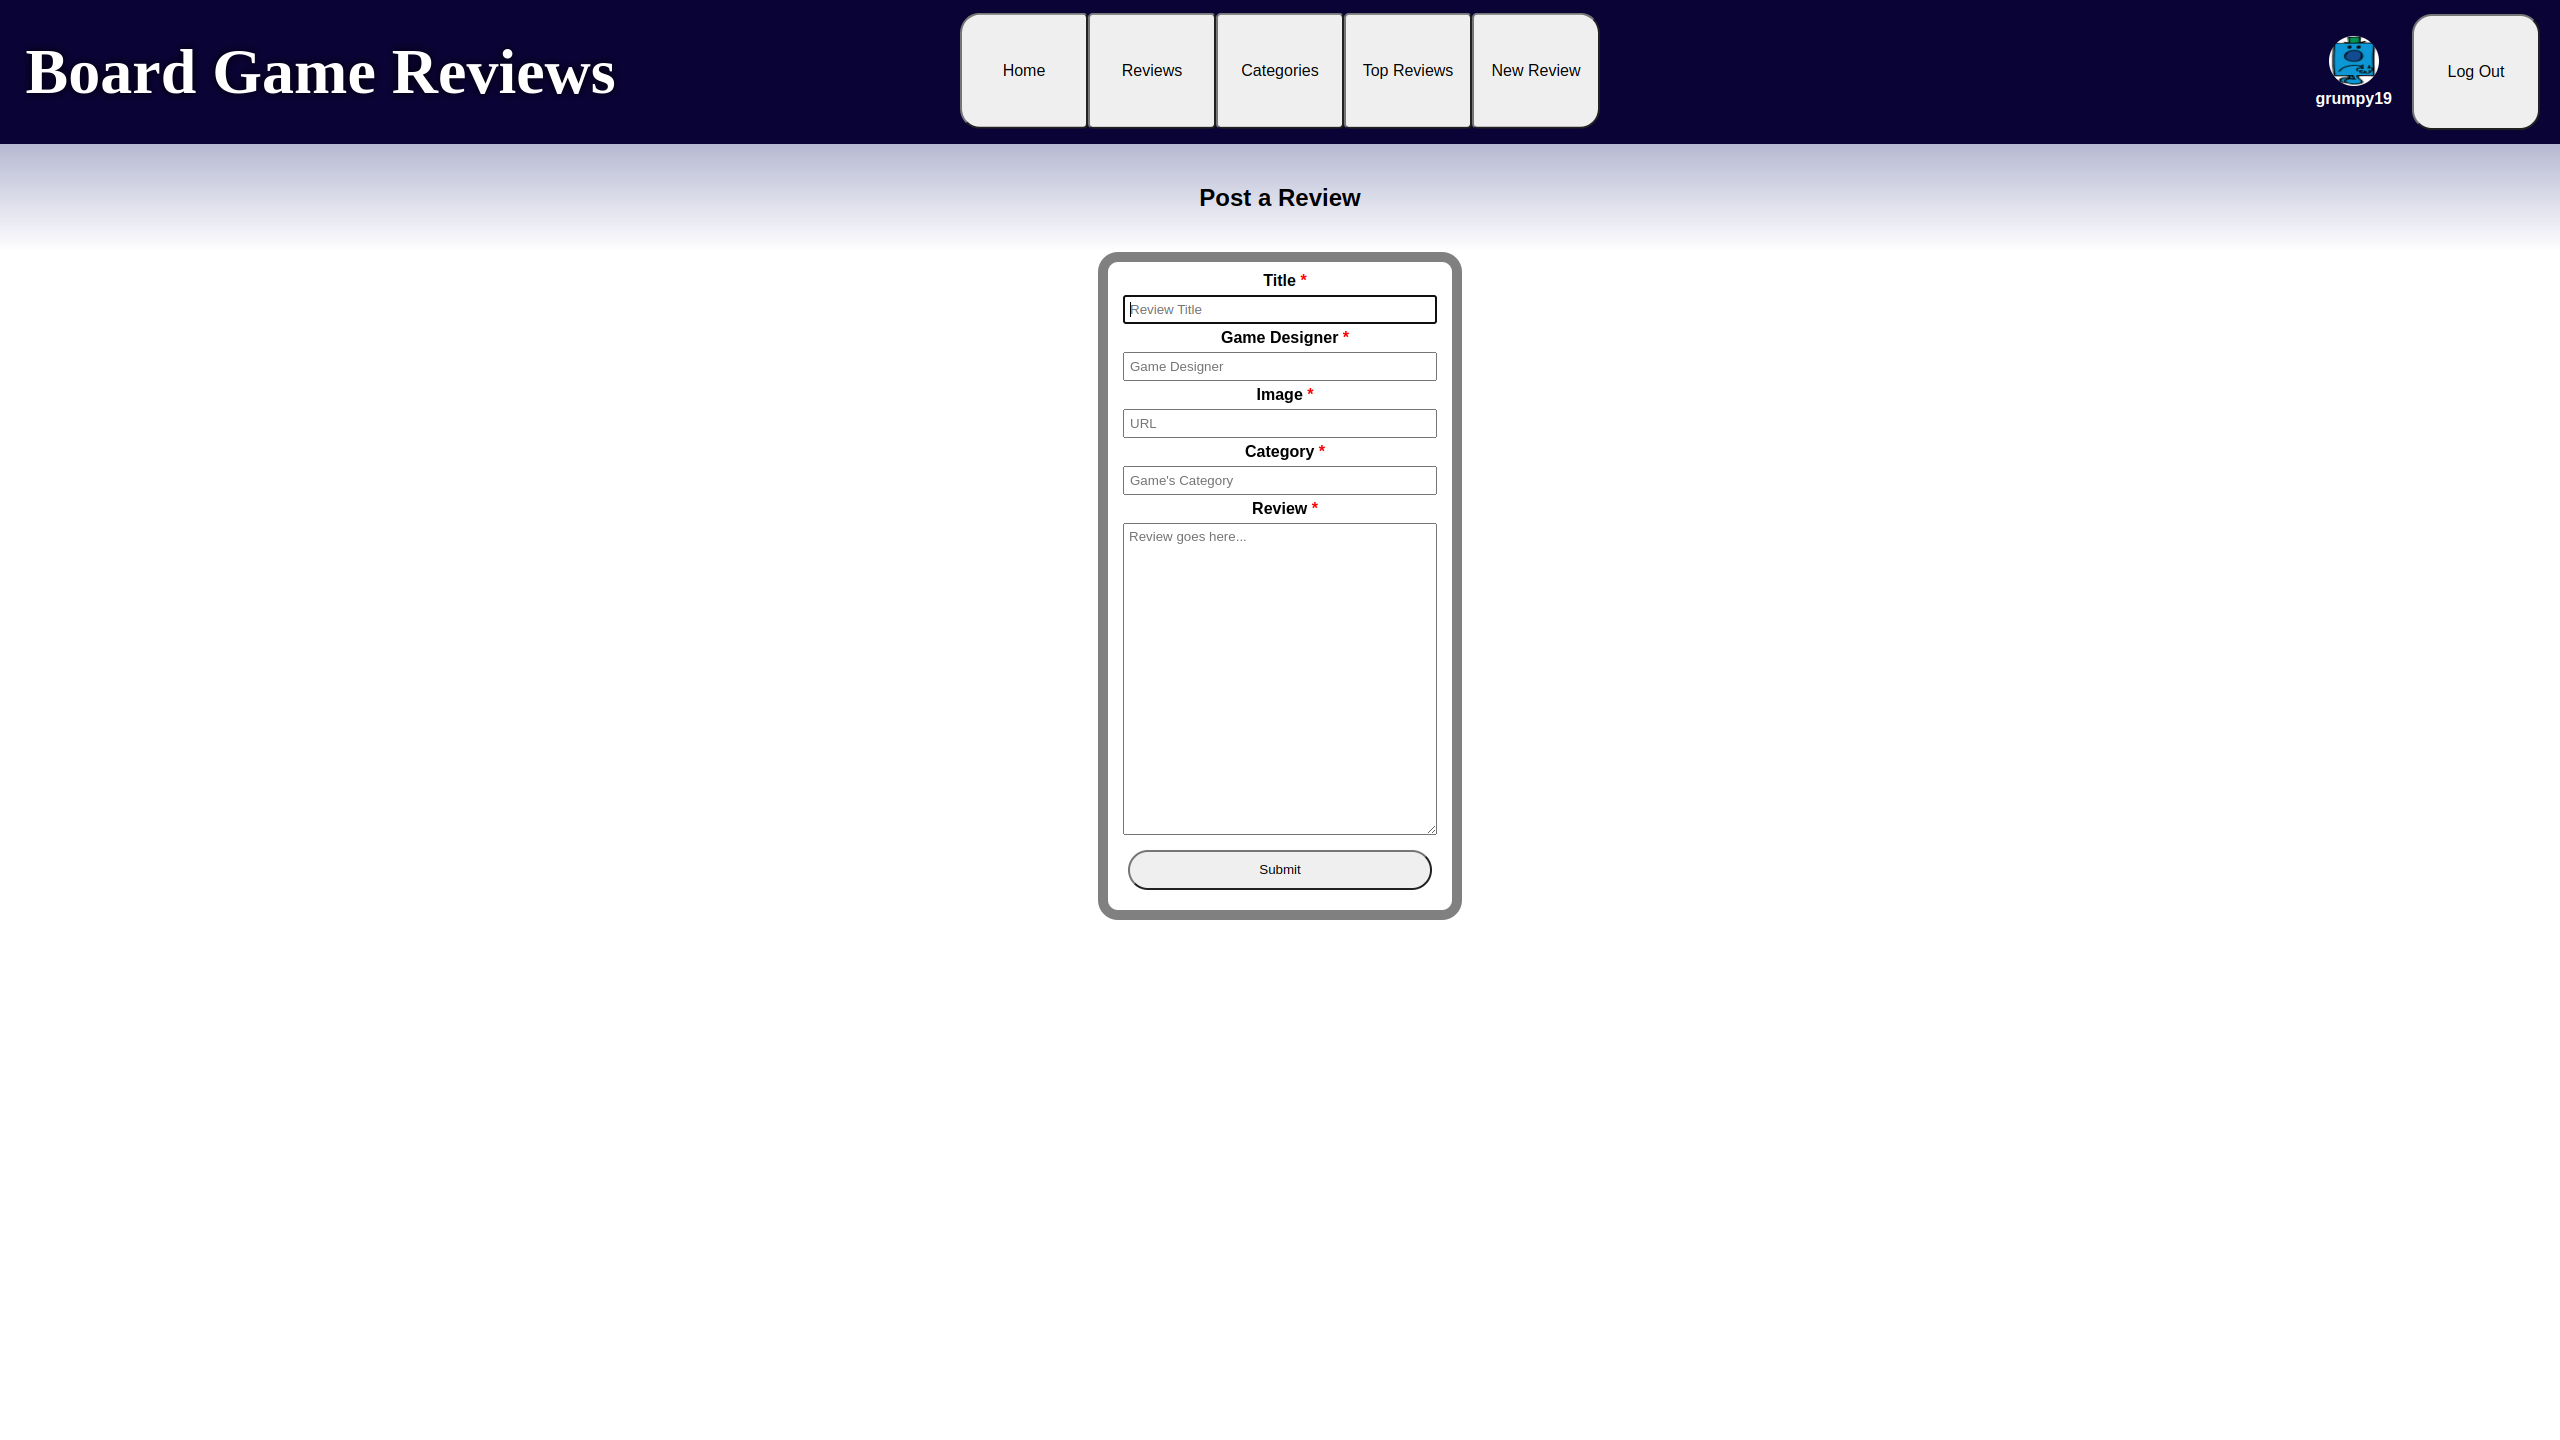 Board Game Reviews
Home
Reviews
Categories
Top Reviews
New Review
grumpy19
Log Out
Post a Review
Title *
Review Title
Game Designer *
Game Designer
Image *
URL
Category *
Game's Category
Review *
Review goes here...
Submit